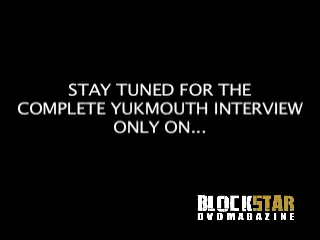 STAY TUNED FOR THE
COMPLETE YUKMOUTH INTERVIEW
ONLY ON...
BLOCKSTAR
DVDMAGAZINE